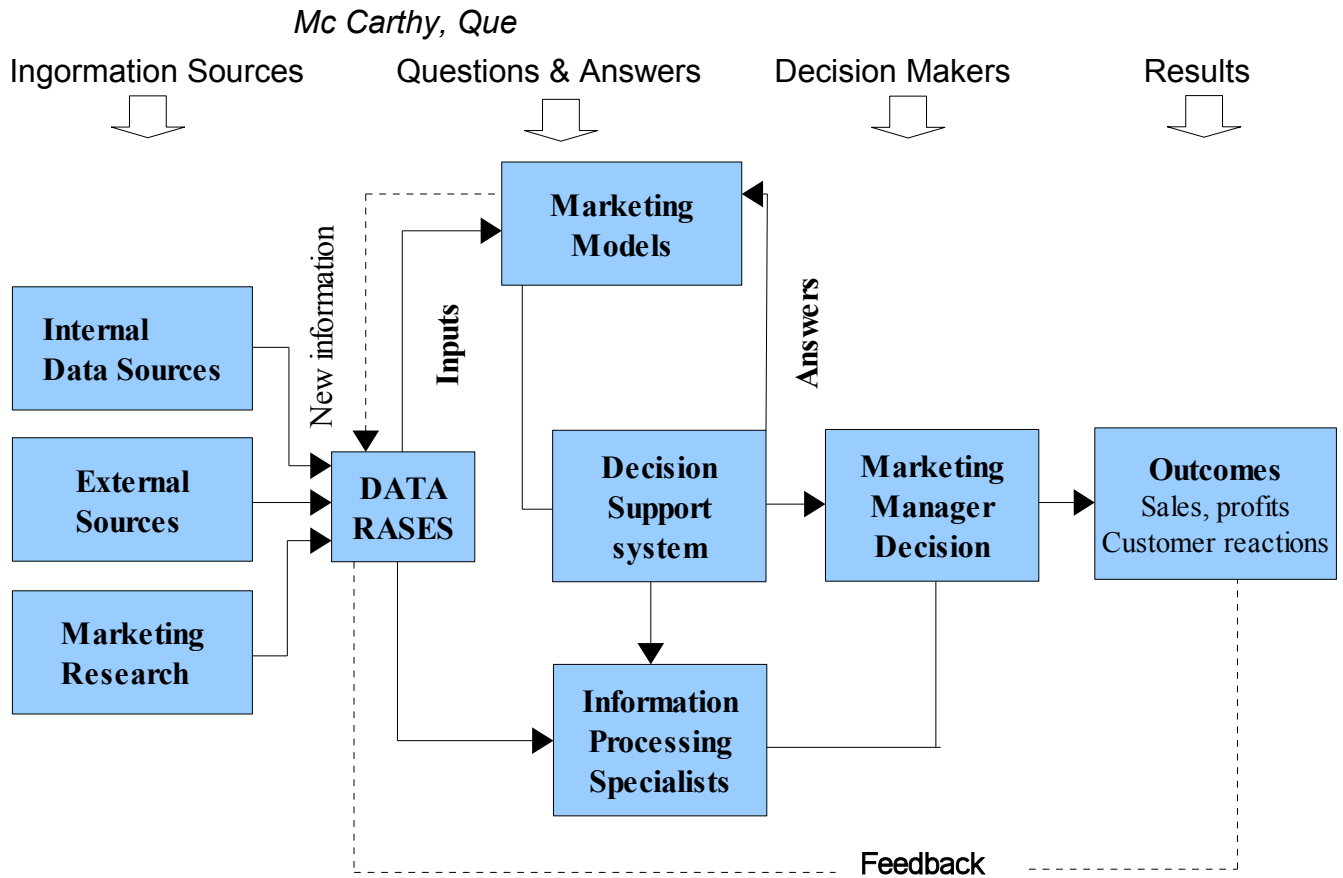 Mc Carthy, Que
Ingormation Sources
Questions & Answers
Decision Makers
Results
Marketing
Models
New information
Inputs
Answers
Internal
Data Sources
External
Sources
Marketing
Research
DATA
RASES
Decision
Support
system
Marketing
Manager
Decision
Outcomes
Sales, profits
Customer reactions
Information
Processing
Specialists
Feedback